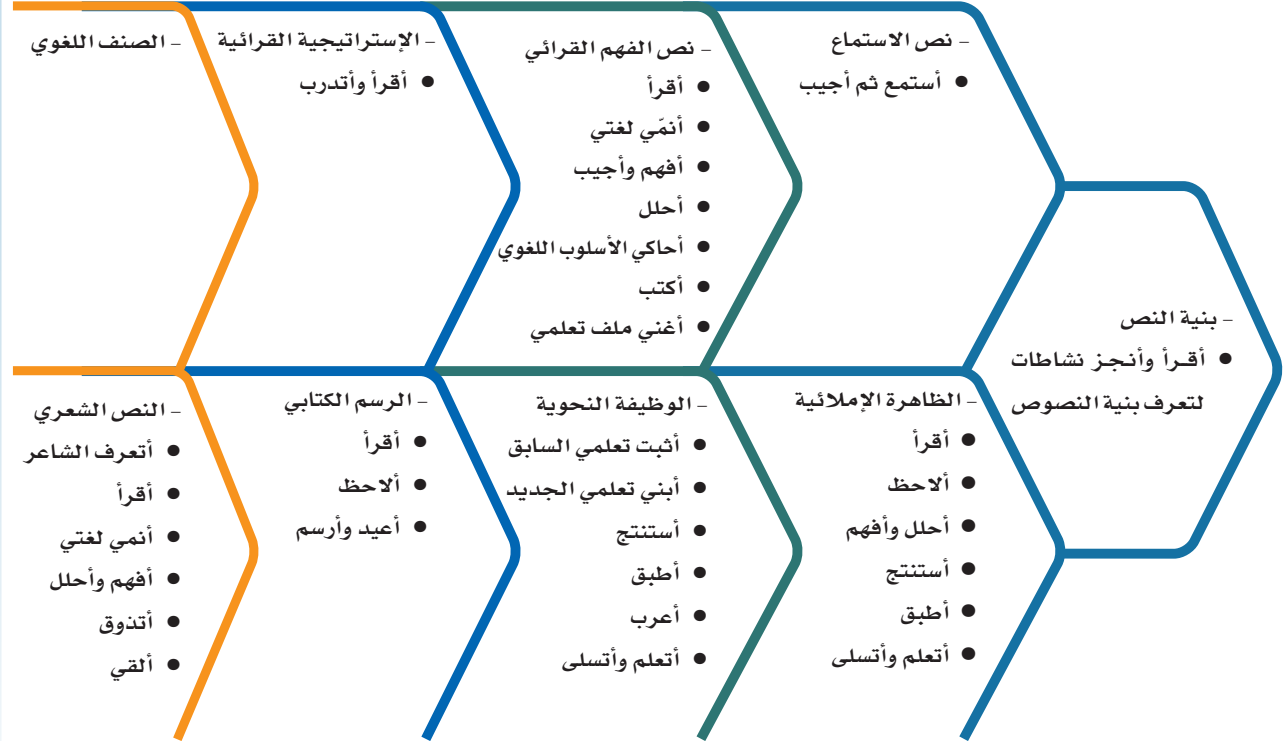 – بنية النص
● أقرأ وأنجز نشاطات
لتعرف بنية النصوص
– نص الاستماع
● أستمع ثم أجيب
– نص الفهم القرائي
● أقرأ
● أنمّي لغتي
● أفهم وأجيب
● أحلل
● أحاكي الأسلوب اللغوي
● أكتب
● أغني ملف تعلمي
– الإستراتيجية القرائية
● أقرأ وأتدرب
– الصنف اللغوي
– الظاهرة الإملائية
● أقرأ
● ألاحظ
● أحلل وأفهم
● أستنتج
● أطبق
● أتعلم وأتسلى
– الوظيفة النحوية
● أثبت تعلمي السابق
● أبني تعلمي الجديد
● أستنتج
● أطبق
● أعرب
● أتعلم وأتسلى
– الرسم الكتابي
● أقرأ
● ألاحظ
● أعيد وأرسم
– النص الشعري
● أتعرف الشاعر
● أقرأ
● أنمي لغتي
● أفهم وأحلل
● أتذوق
● ألقي